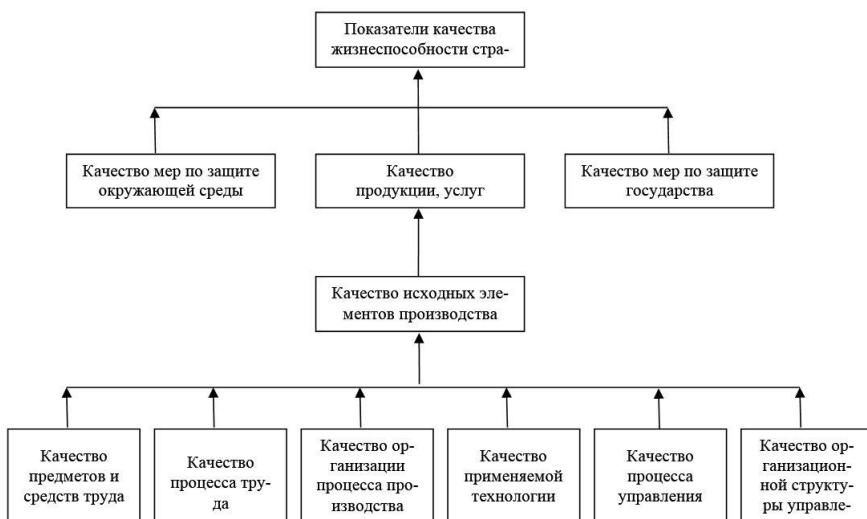 Показатели качества
жизнеспособности стра-
Качество мер по защите
окружающей среды
Качество
продукции, услуг
Качество мер по защите
государства
Качество исходных эле-
ментов производства
Качество
предметов и
средств труда
Качество
процесса тру-
да
Качество ор-
ганизации
процесса про-
изводства
Качество
применяемой
технологии
Качество
процесса
управления
Качество ор-
ганизацион-
ной структу-
ры управле-